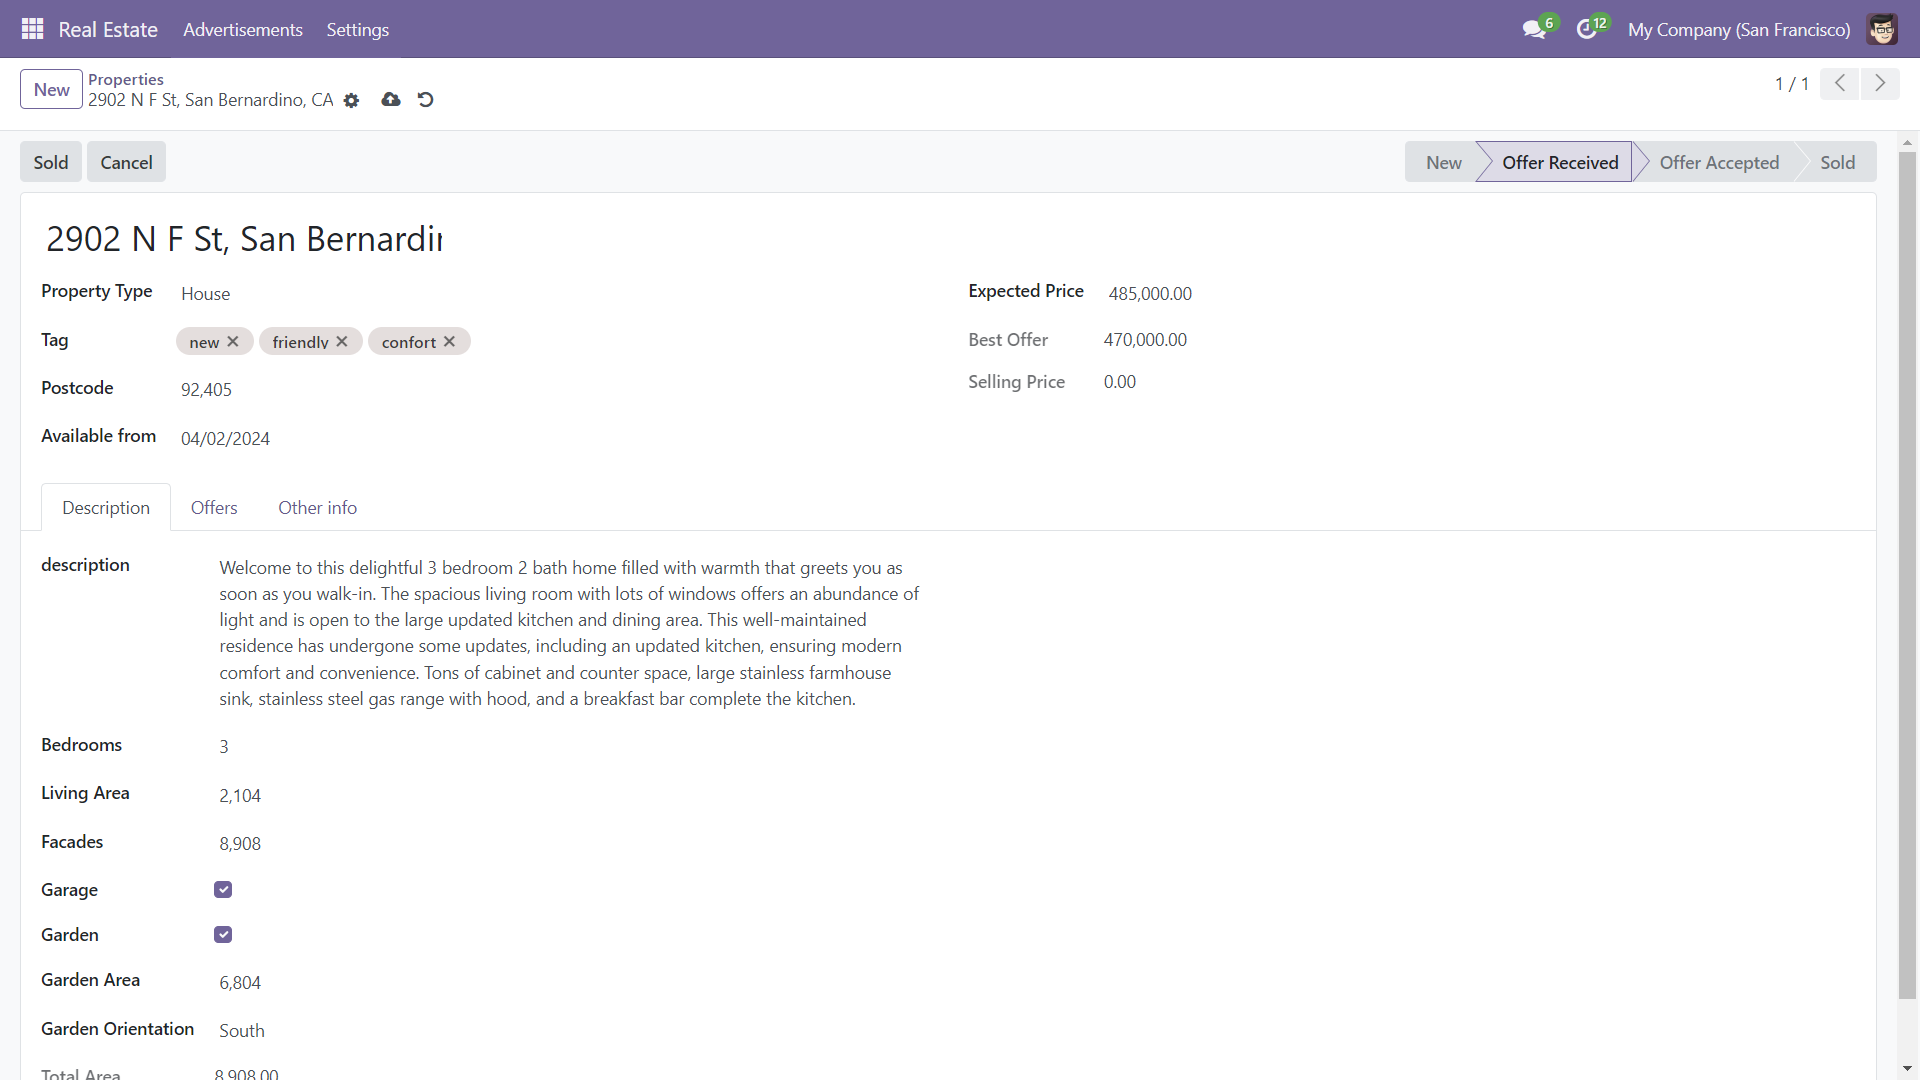 Real Estate Advertisements Settings 6 12 My Company (San Francisco)
New Properties 1 / 1
2902 N F St, San Bernardino, CA
Sold Cancel New Offer Received Offer Accepted Sold
2902 N F St, San Bernardin
Property Type House Expected Price 485,000.00
Tag new friendly confort Best Offer 470,000.00
Selling Price 0.00
Postcode 92,405
Available from 04/02/2024
Description Offers Other info
description Welcome to this delightful 3 bedroom 2 bath home filled with warmth that greets you as
soon as you walk-in. The spacious living room with lots of windows offers an abundance of
light and is open to the large updated kitchen and dining area. This well-maintained
residence has undergone some updates, including an updated kitchen, ensuring modern
comfort and convenience. Tons of cabinet and counter space, large stainless farmhouse
sink, stainless steel gas range with hood, and a breakfast bar complete the kitchen.
Bedrooms 3
Living Area 2,104
Facades 8,908
Garage
Garden
Garden Area 6,804
Garden Orientation South
Total Area 8,908.00